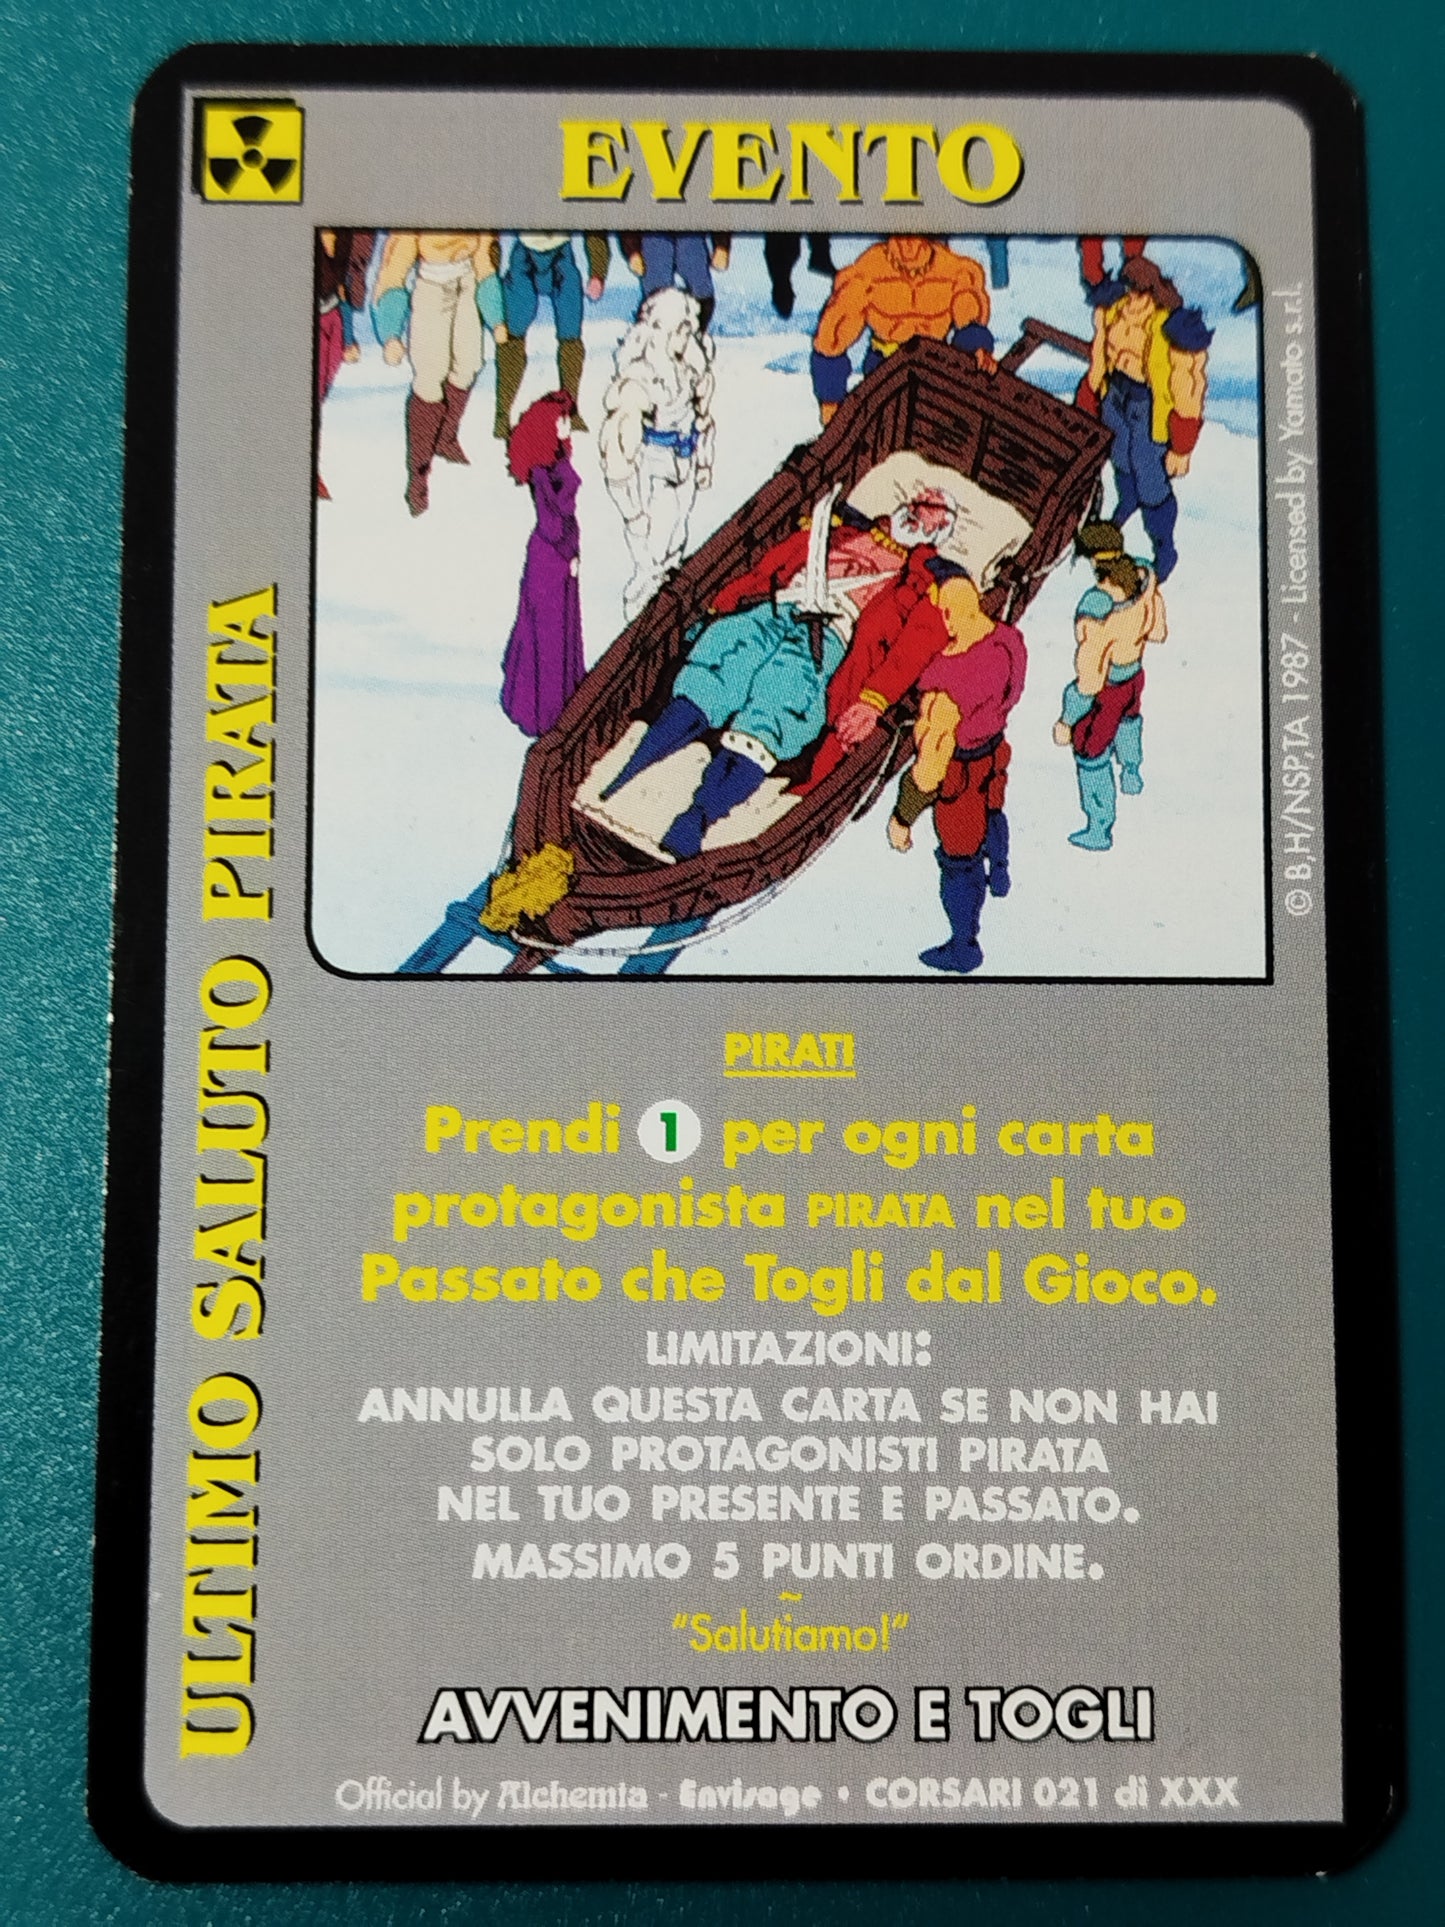 EVENTO
ULTIMO SALUTO PIRATA
© B,H/NSP,TA 1987 - Licensed by Yamato s.r.l.
PIRATI
Prendi 1 per ogni carta
protagonista PIRATA nel tuo
Passato che Togli dal Gioco.
LIMITAZIONI:
ANNULLA QUESTA CARTA SE NON HAI
SOLO PROTAGONISTI PIRATA
NEL TUO PRESENTE E PASSATO.
MASSIMO 5 PUNTI ORDINE.
~
"Salutiamo!"
AVVENIMENTO E TOGLI
Official by Alchemia - Envisage • CORSARI 021 di XXX